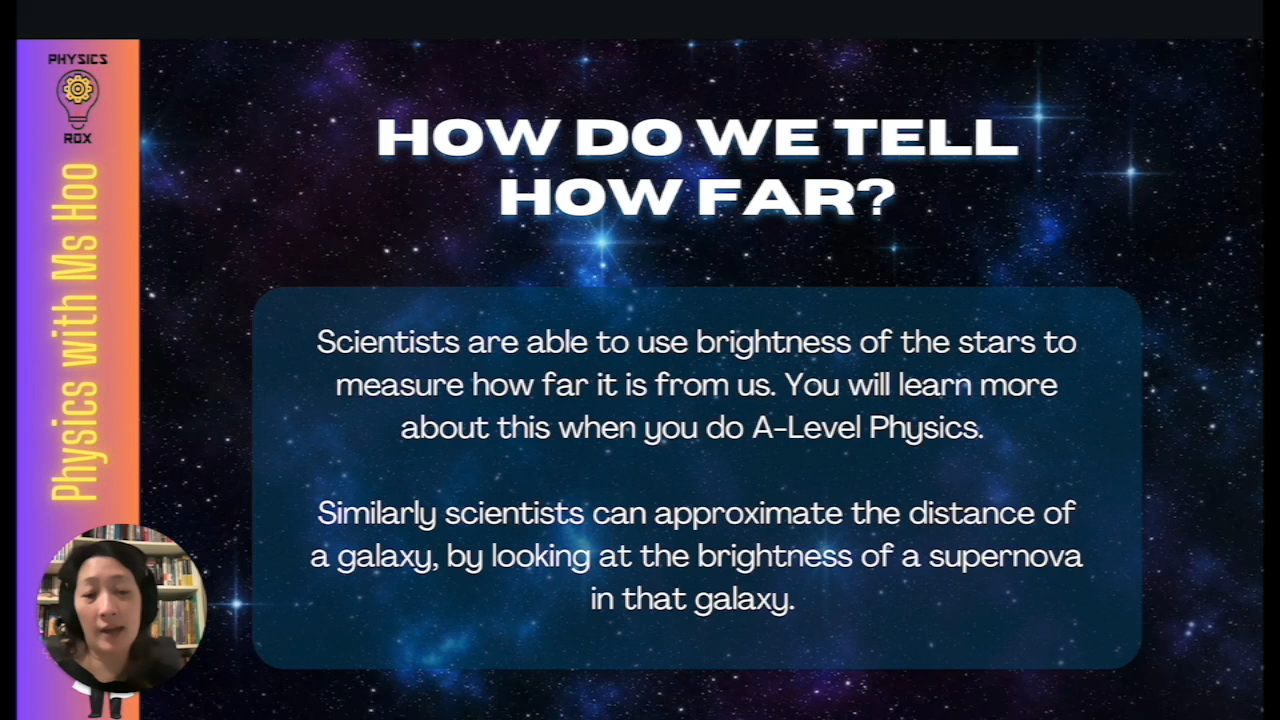 PHYSICS
ROX
Physics with Ms Hoo
HOW DO WE TELL
HOW FAR?
Scientists are able to use brightness of the stars to
measure how far it is from us. You will learn more
about this when you do A-Level Physics.
Similarly scientists can approximate the distance of
a galaxy, by looking at the brightness of a supernova
in that galaxy.